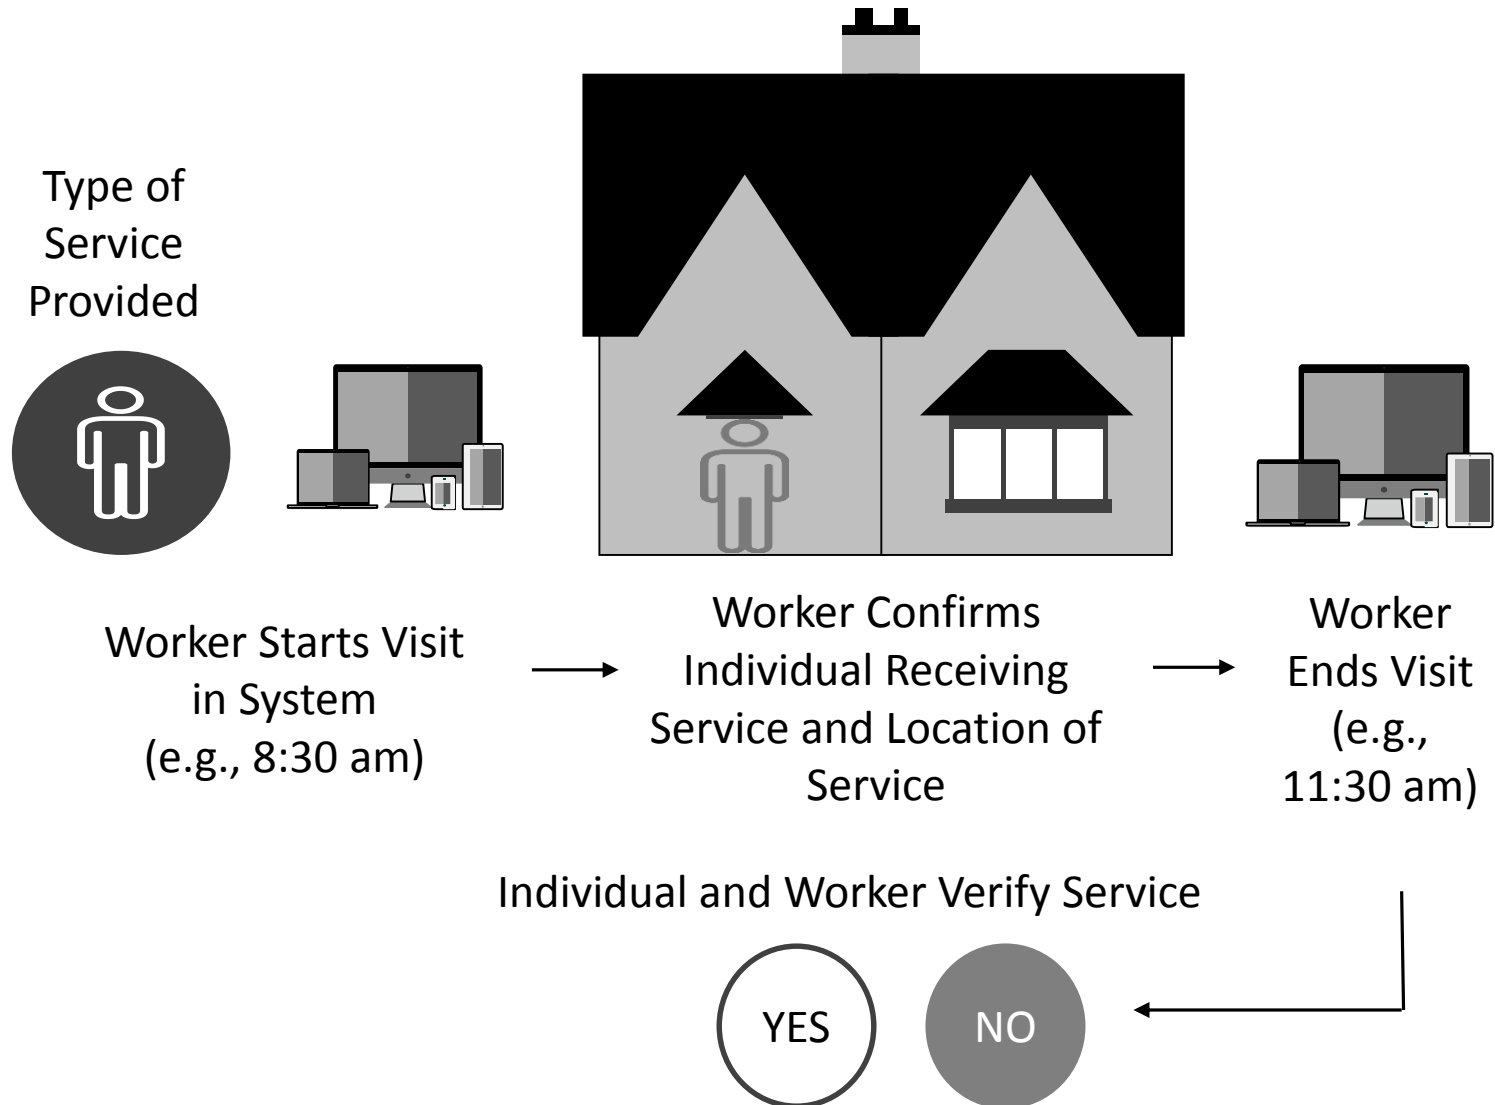 Type of
Service
Provided
Worker Starts Visit
in System
(e.g., 8:30 am)
Worker Confirms
Individual Receiving
Service and Location of
Service
Worker
Ends Visit
(e.g.,
11:30 am)
Individual and Worker Verify Service
YES
NO